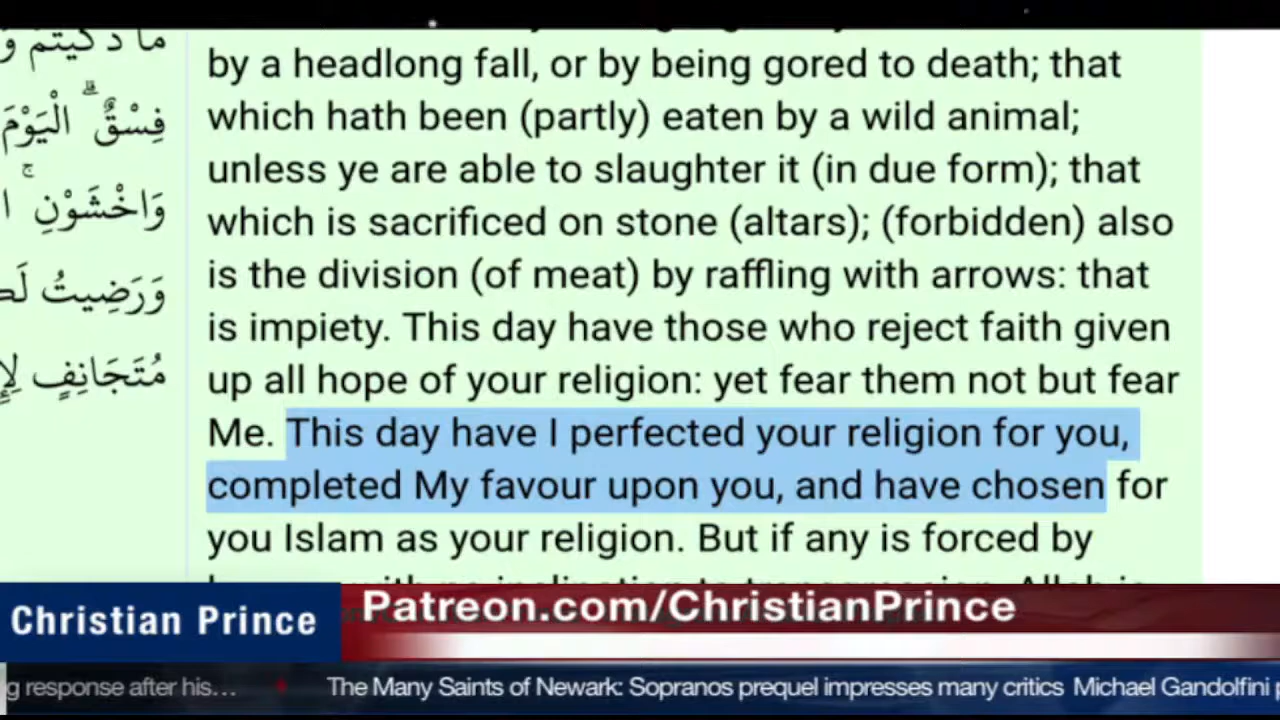 by a headlong fall, or by being gored to death; that
which hath been (partly) eaten by a wild animal;
unless ye are able to slaughter it (in due form); that
which is sacrificed on stone (altars); (forbidden) also
is the division (of meat) by raffling with arrows: that
is impiety. This day have those who reject faith given
up all hope of your religion: yet fear them not but fear
Me. This day have I perfected your religion for you,
completed My favour upon you, and have chosen for
you Islam as your religion. But if any is forced by
مَا ذَكَّيْتُمْ وَ
فِسْقٌ ۗ الْيَوْمَ
وَاخْشَوْنِ ۚ ا
وَرَضِيتُ
مُتَجَانِفٍ
Christian Prince
Patreon.com/ChristianPrince
g response after his... The Many Saints of Newark: Sopranos prequel impresses many critics Michael Gandolfini